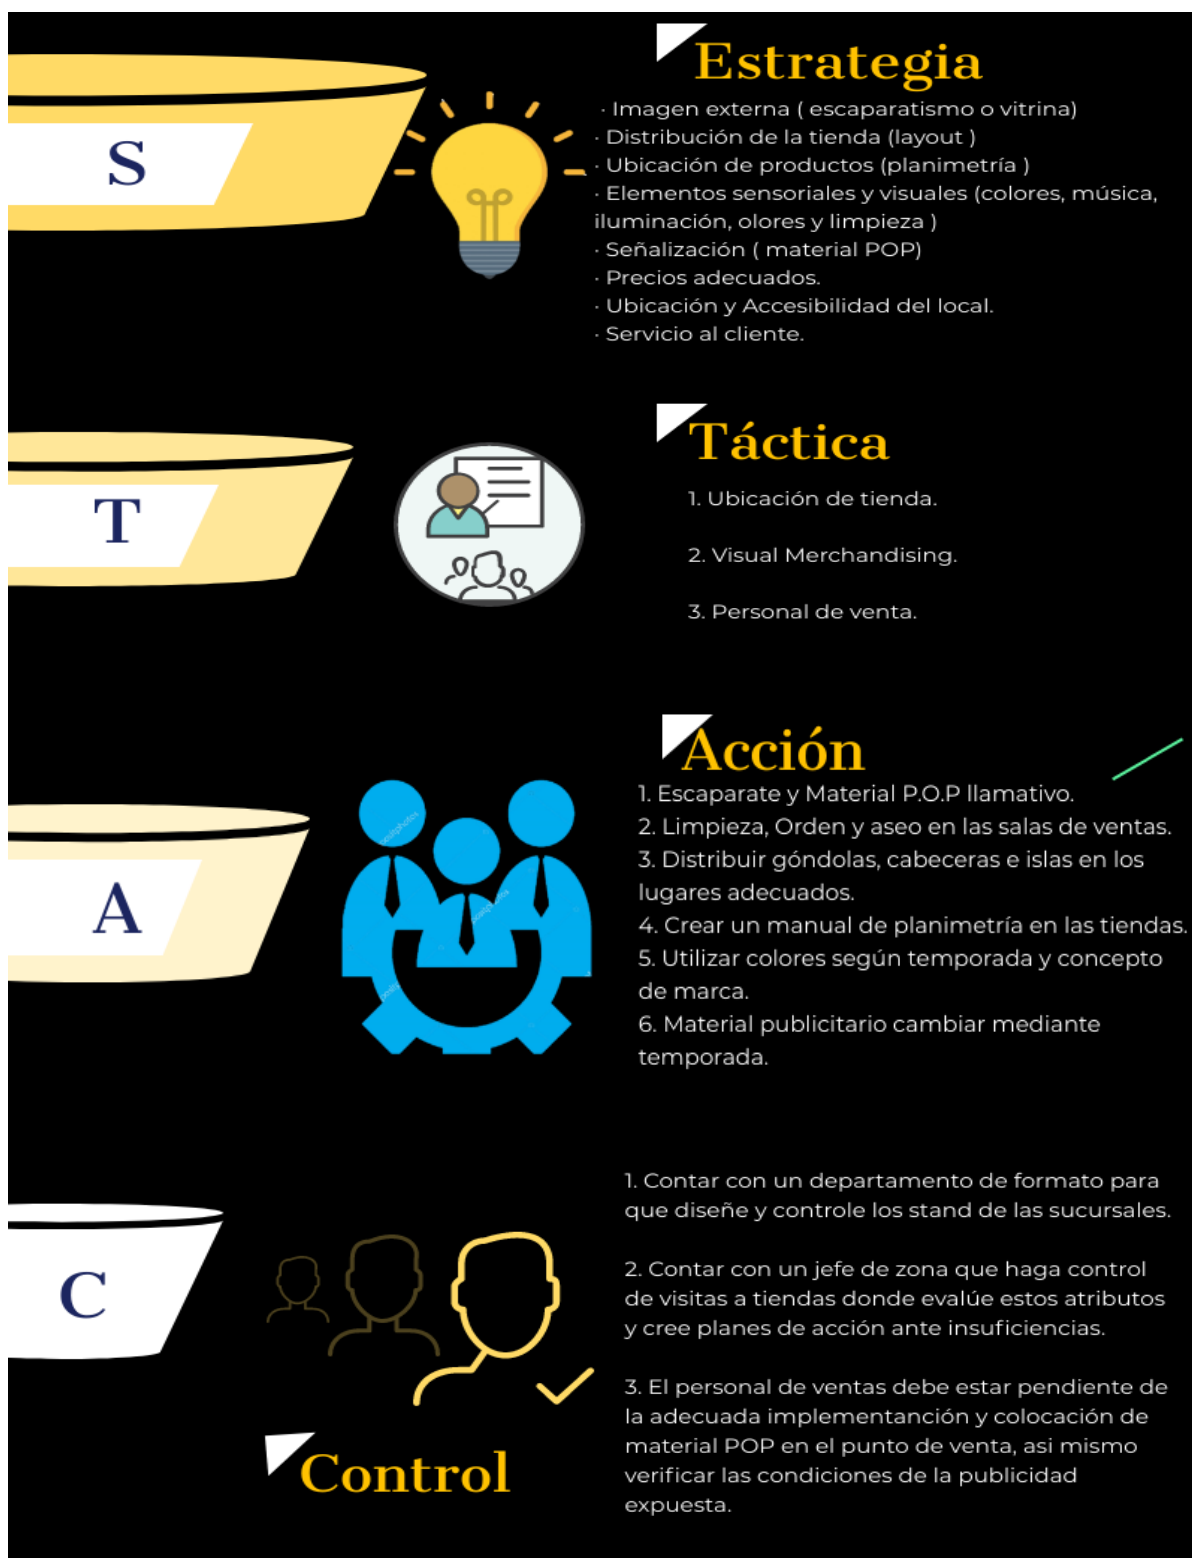 S
Estrategia
· Imagen externa ( escaparatismo o vitrina)
· Distribución de la tienda (layout )
· Ubicación de productos (planimetría )
· Elementos sensoriales y visuales (colores, música,
iluminación, olores y limpieza )
· Señalización ( material POP)
· Precios adecuados.
· Ubicación y Accesibilidad del local.
· Servicio al cliente.
T
Táctica
1. Ubicación de tienda.
2. Visual Merchandising.
3. Personal de venta.
A
Acción
1. Escaparate y Material P.O.P llamativo.
2. Limpieza, Orden y aseo en las salas de ventas.
3. Distribuir góndolas, cabeceras e islas en los
lugares adecuados.
4. Crear un manual de planimetría en las tiendas.
5. Utilizar colores según temporada y concepto
de marca.
6. Material publicitario cambiar mediante
temporada.
C
Control
1. Contar con un departamento de formato para
que diseñe y controle los stand de las sucursales.
2. Contar con un jefe de zona que haga control
de visitas a tiendas donde evalúe estos atributos
y cree planes de acción ante insuficiencias.
3. El personal de ventas debe estar pendiente de
la adecuada implementanción y colocación de
material POP en el punto de venta, asi mismo
verificar las condiciones de la publicidad
expuesta.